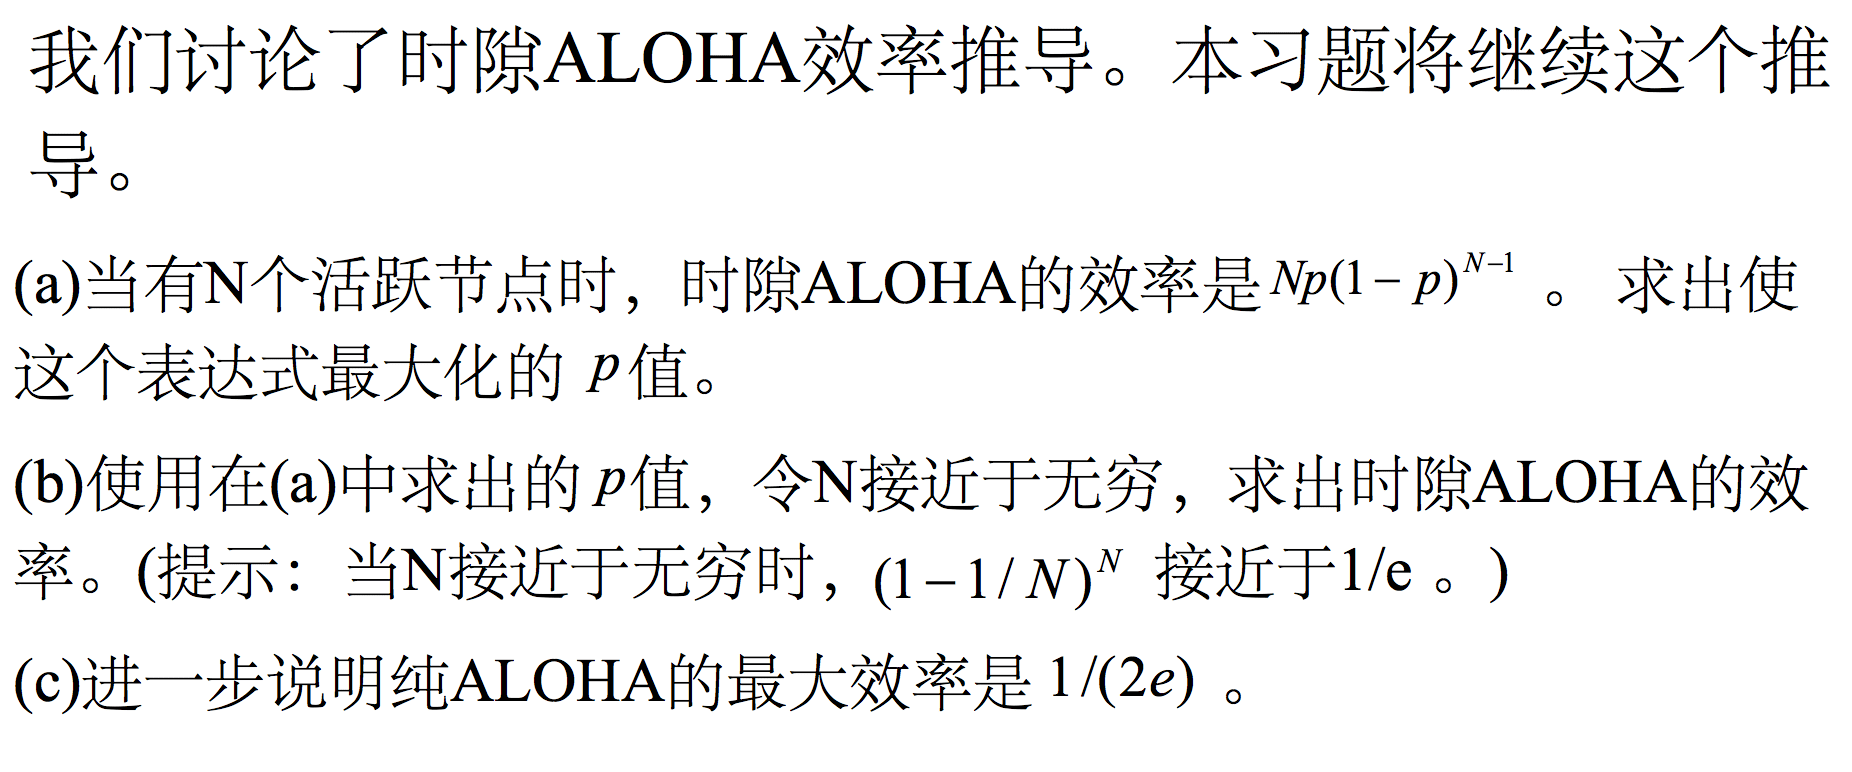 我们讨论了时隙ALOHA效率推导。本习题将继续这个推
导。
(a)当有N个活跃节点时，时隙ALOHA的效率是Np(1−p)^{N−1} 。 求出使
这个表达式最大化的 p值。
(b)使用在(a)中求出的 p值，令N接近于无穷，求出时隙ALOHA的效
率。(提示：当N接近于无穷时，(1−1/N)^N 接近于1/e 。)
(c)进一步说明纯ALOHA的最大效率是 1/(2e) 。